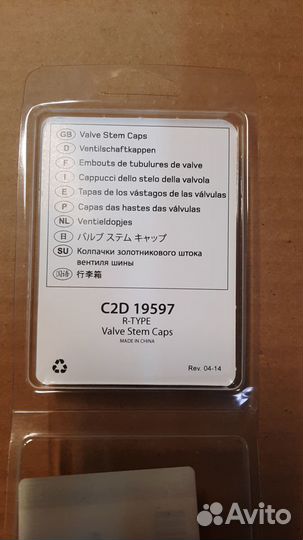 GB Valve Stem Caps
D Ventilschaftkappen
F Embouts de tubulures de valve
I Cappucci dello stelo della valvola
E Tapas de los vástagos de las válvulas
P Capas das hastes das válvulas
NL Ventieldopjes
日 バルブ ステム キャップ
SU Колпачки золотникового штока
вентиля шины
国语 行李箱
C2D 19597
R-TYPE
Valve Stem Caps
MADE IN CHINA
Rev. 04-14
Avito